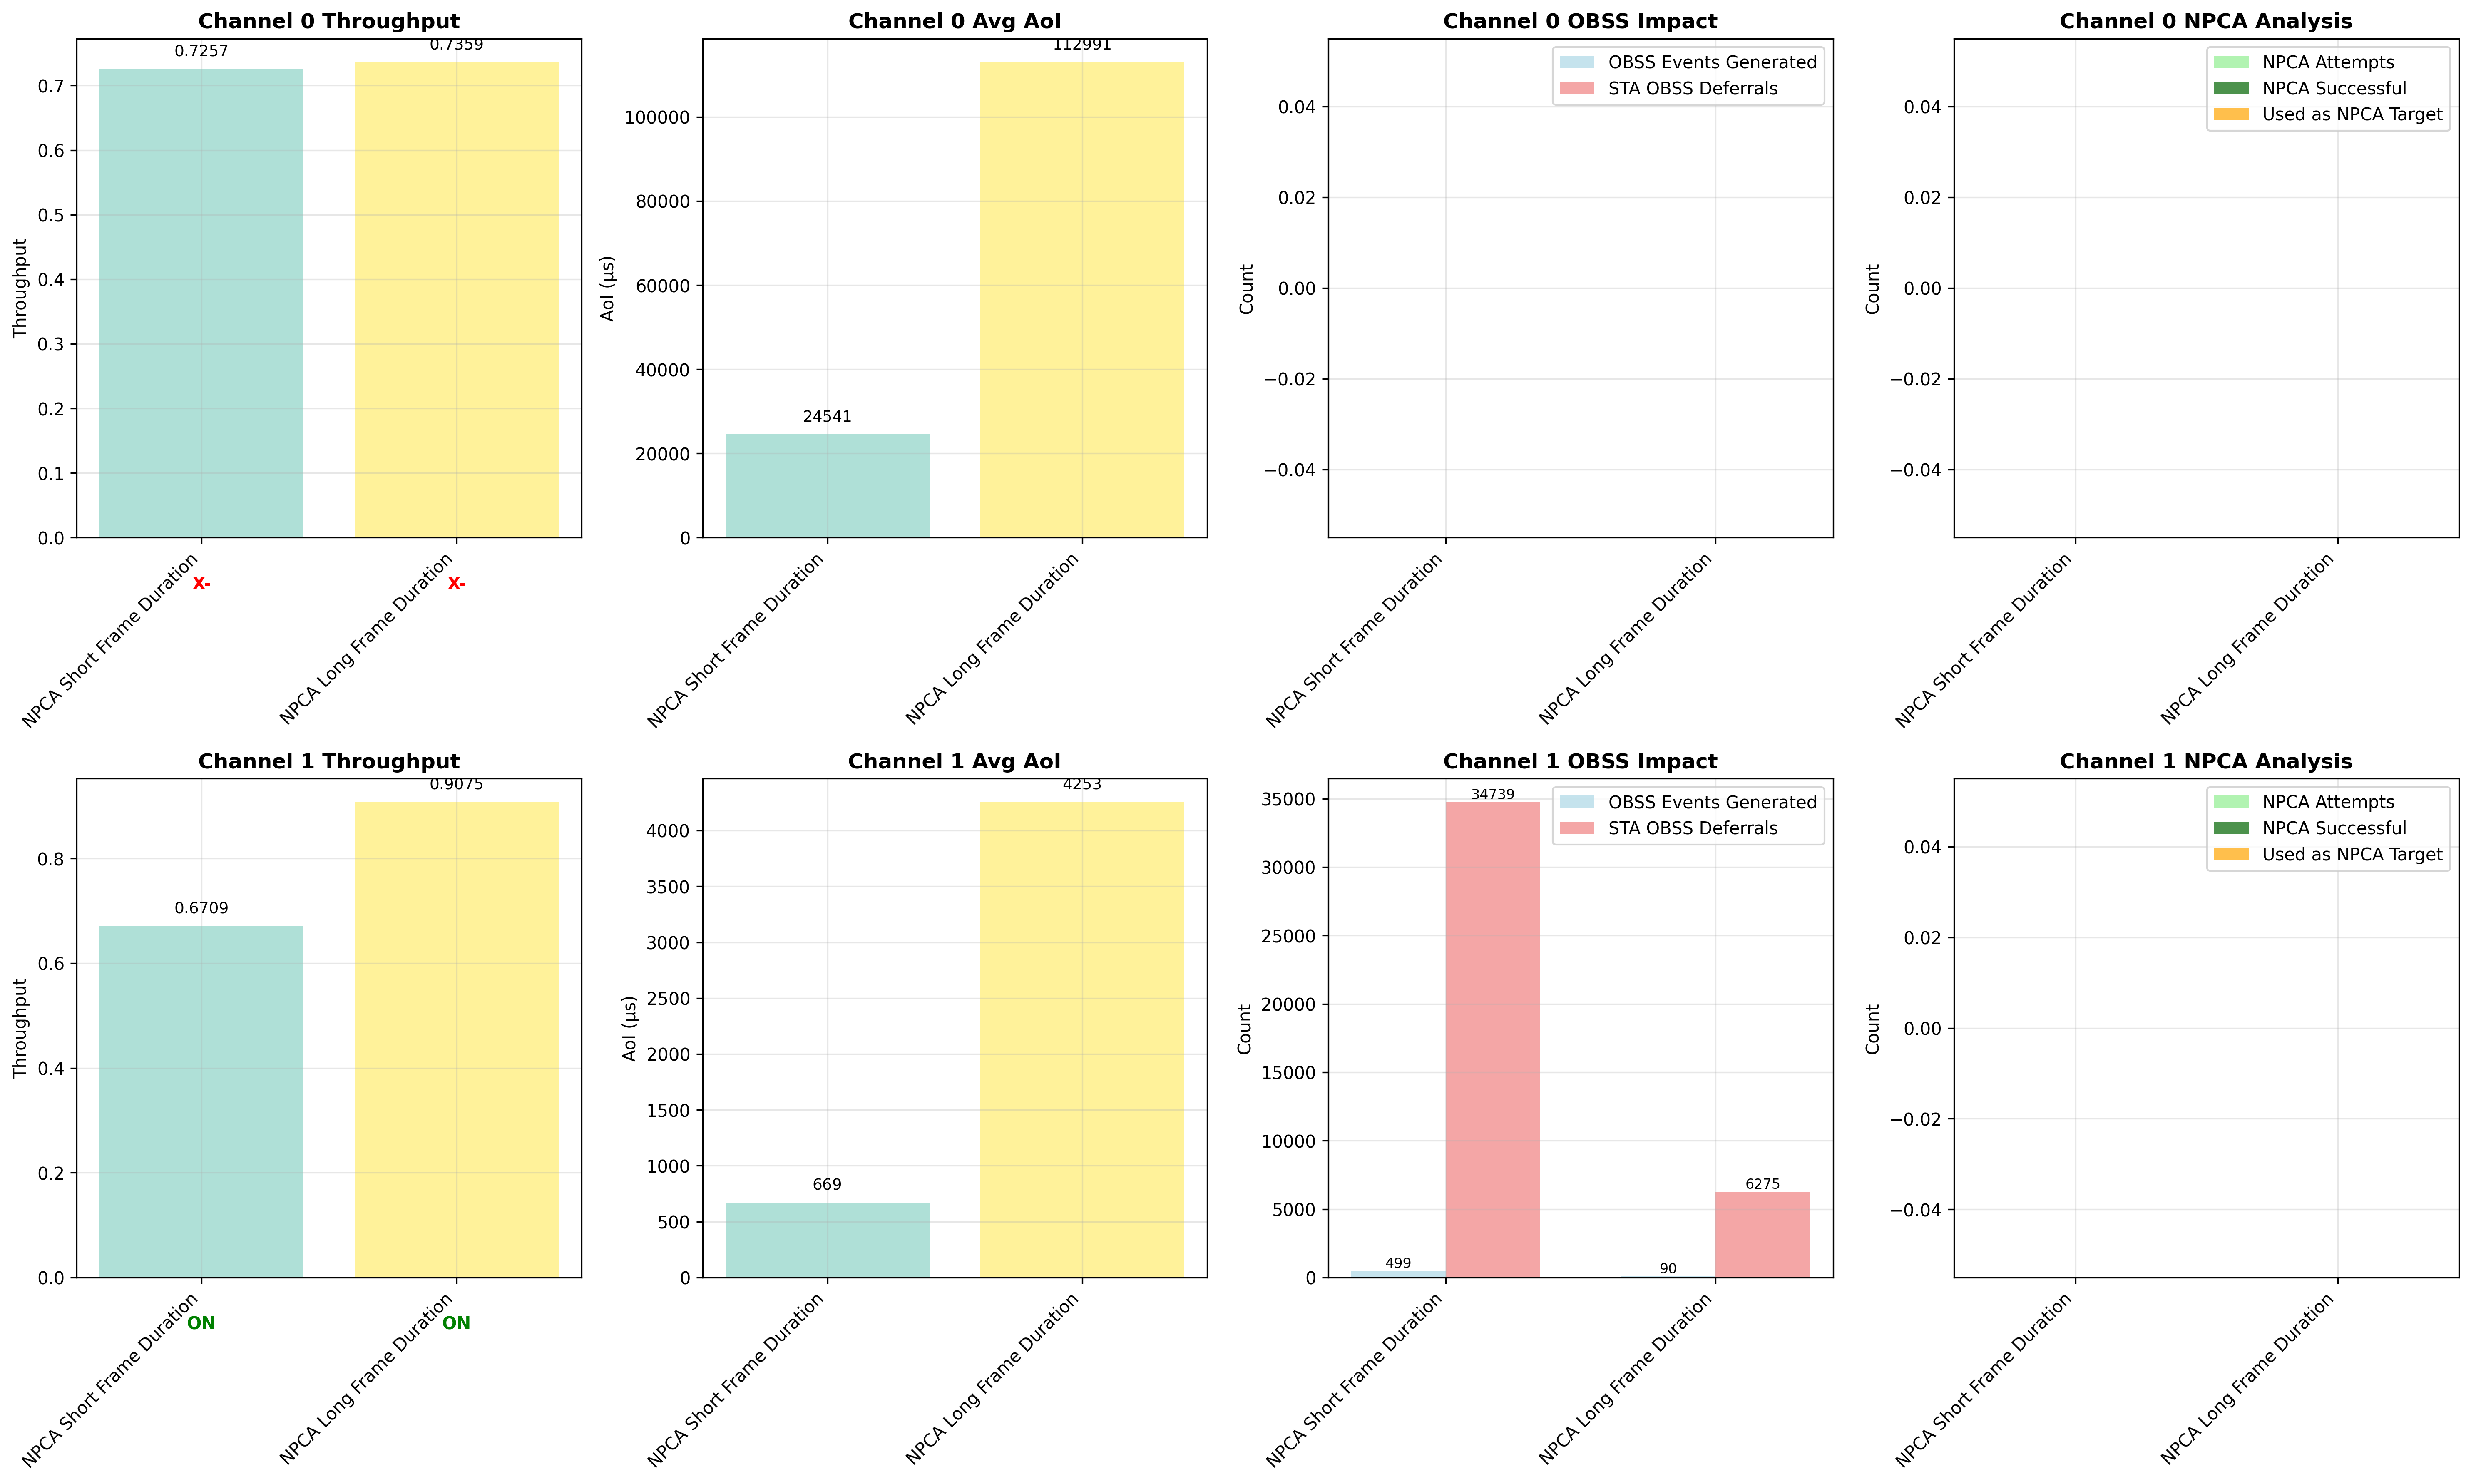 Channel 0 Throughput
0.7257
0.7359
Throughput
0.7
0.6
0.5
0.4
0.3
0.2
0.1
0.0
NPCA Short Frame Duration
NPCA Long Frame Duration
X-
X-
Channel 0 Avg AoI
24541
112991
AoI (µs)
100000
80000
60000
40000
20000
0
NPCA Short Frame Duration
NPCA Long Frame Duration
Channel 0 OBSS Impact
OBSS Events Generated
STA OBSS Deferrals
Count
0.04
0.02
0.00
−0.02
−0.04
NPCA Short Frame Duration
NPCA Long Frame Duration
Channel 0 NPCA Analysis
NPCA Attempts
NPCA Successful
Used as NPCA Target
Count
0.04
0.02
0.00
−0.02
−0.04
NPCA Short Frame Duration
NPCA Long Frame Duration
Channel 1 Throughput
0.6709
0.9075
Throughput
0.8
0.6
0.4
0.2
0.0
NPCA Short Frame Duration
NPCA Long Frame Duration
ON
ON
Channel 1 Avg AoI
669
4253
AoI (µs)
4000
3500
3000
2500
2000
1500
1000
500
0
NPCA Short Frame Duration
NPCA Long Frame Duration
Channel 1 OBSS Impact
OBSS Events Generated
STA OBSS Deferrals
499
34739
90
6275
Count
35000
30000
25000
20000
15000
10000
5000
0
NPCA Short Frame Duration
NPCA Long Frame Duration
Channel 1 NPCA Analysis
NPCA Attempts
NPCA Successful
Used as NPCA Target
Count
0.04
0.02
0.00
−0.02
−0.04
NPCA Short Frame Duration
NPCA Long Frame Duration